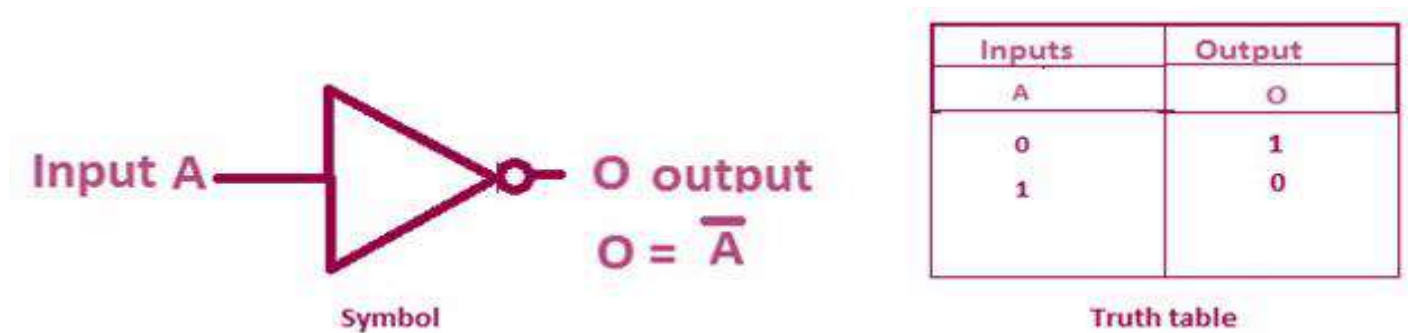 Input A
O output
O = A̅
Symbol
Inputs Output
A O
0 1
1 0
Truth table